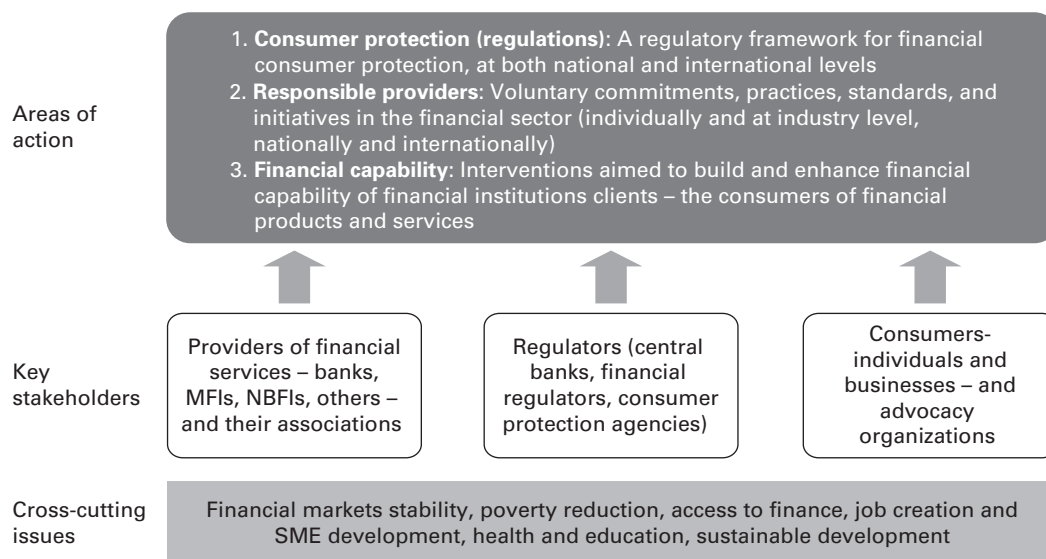 Areas of
action
1. Consumer protection (regulations): A regulatory framework for financial
consumer protection, at both national and international levels
2. Responsible providers: Voluntary commitments, practices, standards, and
initiatives in the financial sector (individually and at industry level,
nationally and internationally)
3. Financial capability: Interventions aimed to build and enhance financial
capability of financial institutions clients – the consumers of financial
products and services
Key
stakeholders
Providers of financial
services – banks,
MFIs, NBFIs, others –
and their associations
Regulators (central
banks, financial
regulators, consumer
protection agencies)
Consumers-
individuals and
businesses – and
advocacy
organizations
Cross-cutting
issues
Financial markets stability, poverty reduction, access to finance, job creation and
SME development, health and education, sustainable development